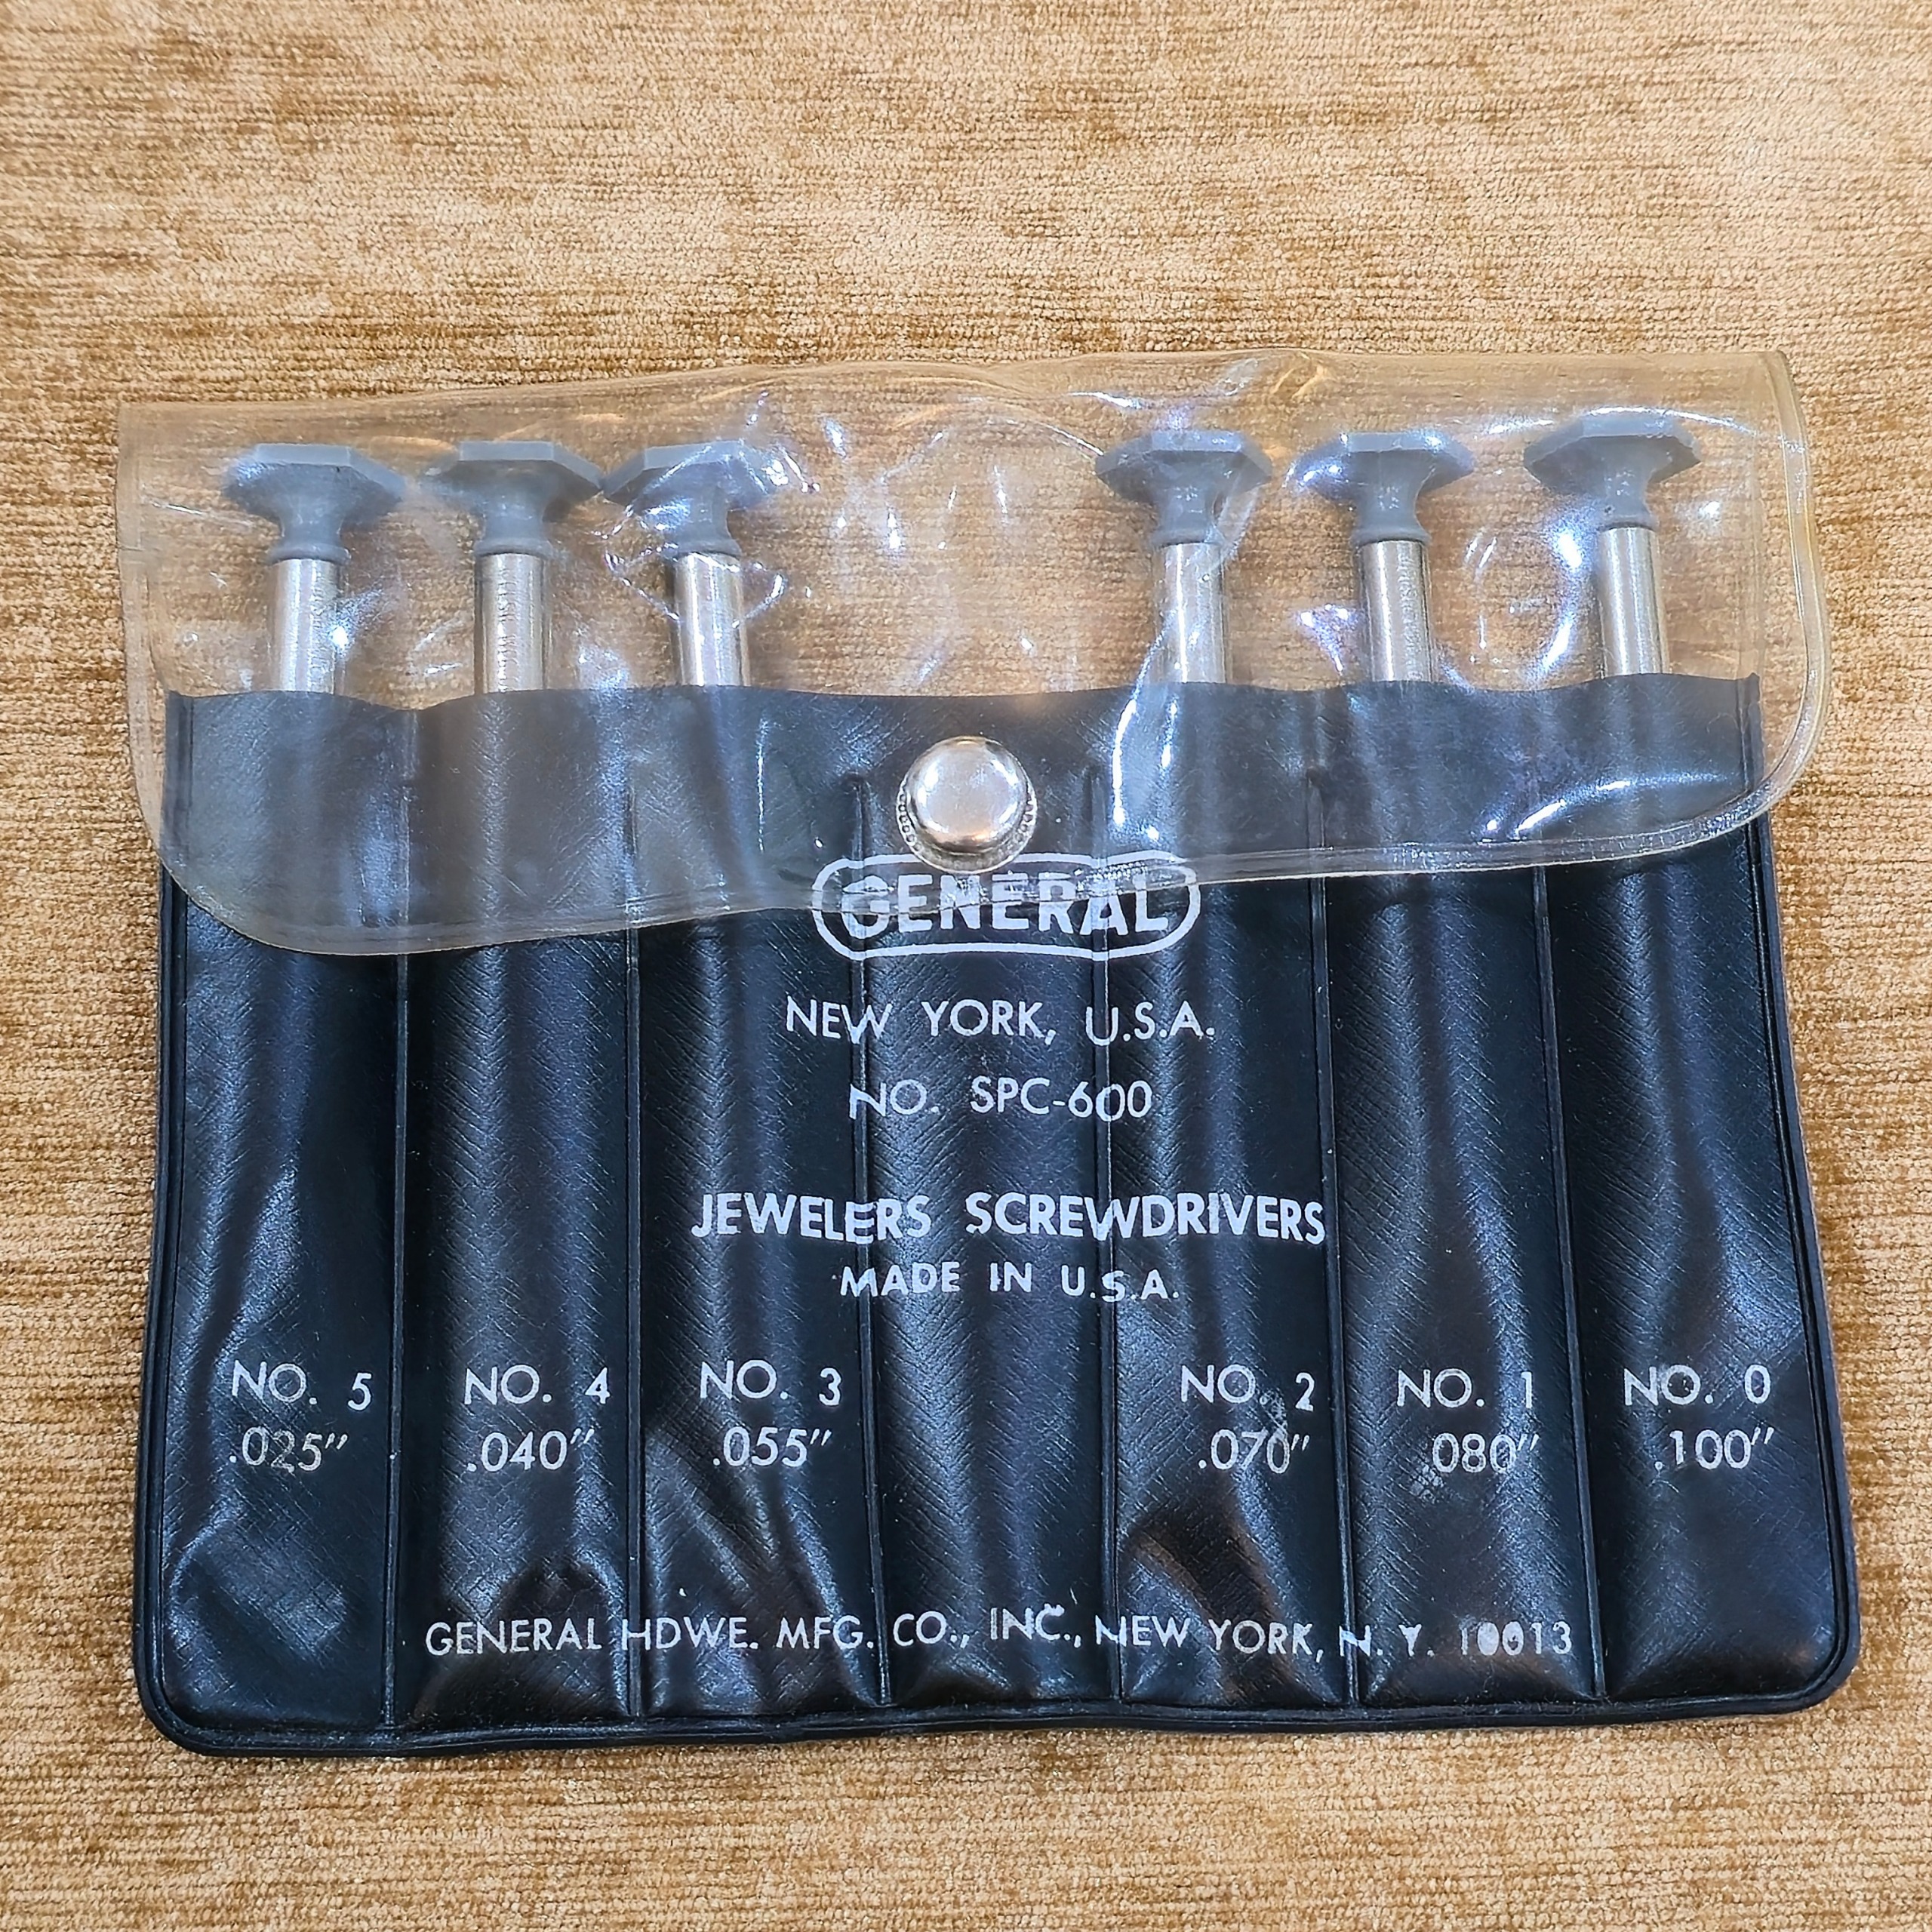 GENERAL
NEW YORK, U.S.A.
NO. SPC-600
JEWELERS SCREWDRIVERS
MADE IN U.S.A.
NO. 5 NO. 4 NO. 3 NO. 2 NO. 1 NO. 0
.025" .040" .055" .070" .080" .100"
GENERAL HDWE. MFG. CO., INC., NEW YORK, N. Y. 10013